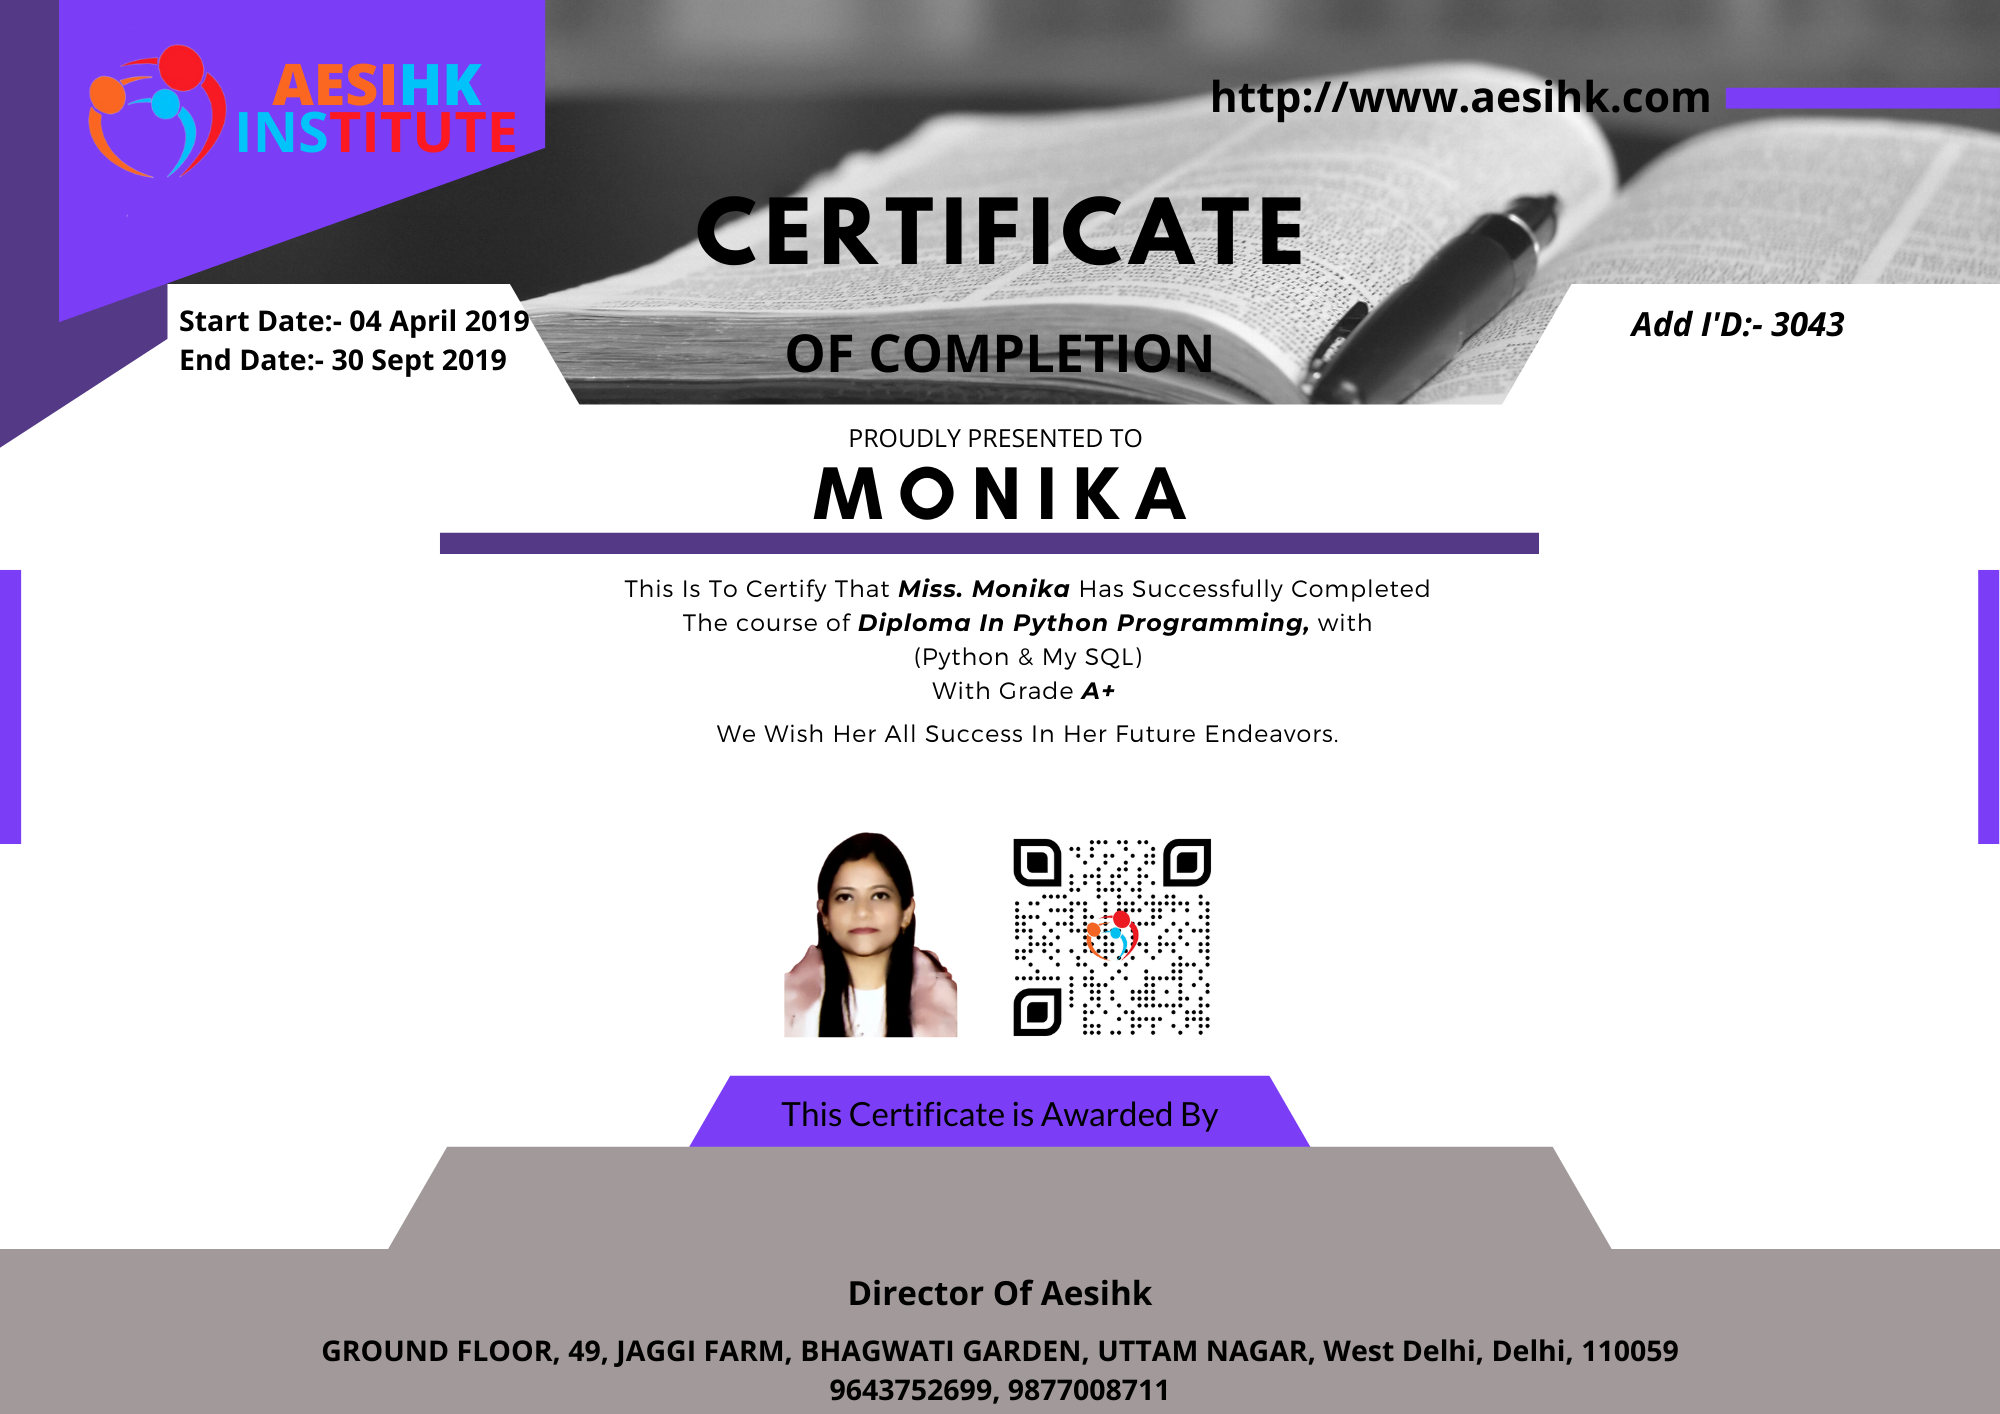 AESIHK
INSTITUTE
http://www.aesihk.com
CERTIFICATE
OF COMPLETION
Start Date:- 04 April 2019
End Date:- 30 Sept 2019
Add I'D:- 3043
PROUDLY PRESENTED TO
MONIKA
This Is To Certify That Miss. Monika Has Successfully Completed
The course of Diploma In Python Programming, with
(Python & My SQL)
With Grade A+
We Wish Her All Success In Her Future Endeavors.
This Certificate is Awarded By
Director Of Aesihk
GROUND FLOOR, 49, JAGGI FARM, BHAGWATI GARDEN, UTTAM NAGAR, West Delhi, Delhi, 110059
9643752699, 9877008711